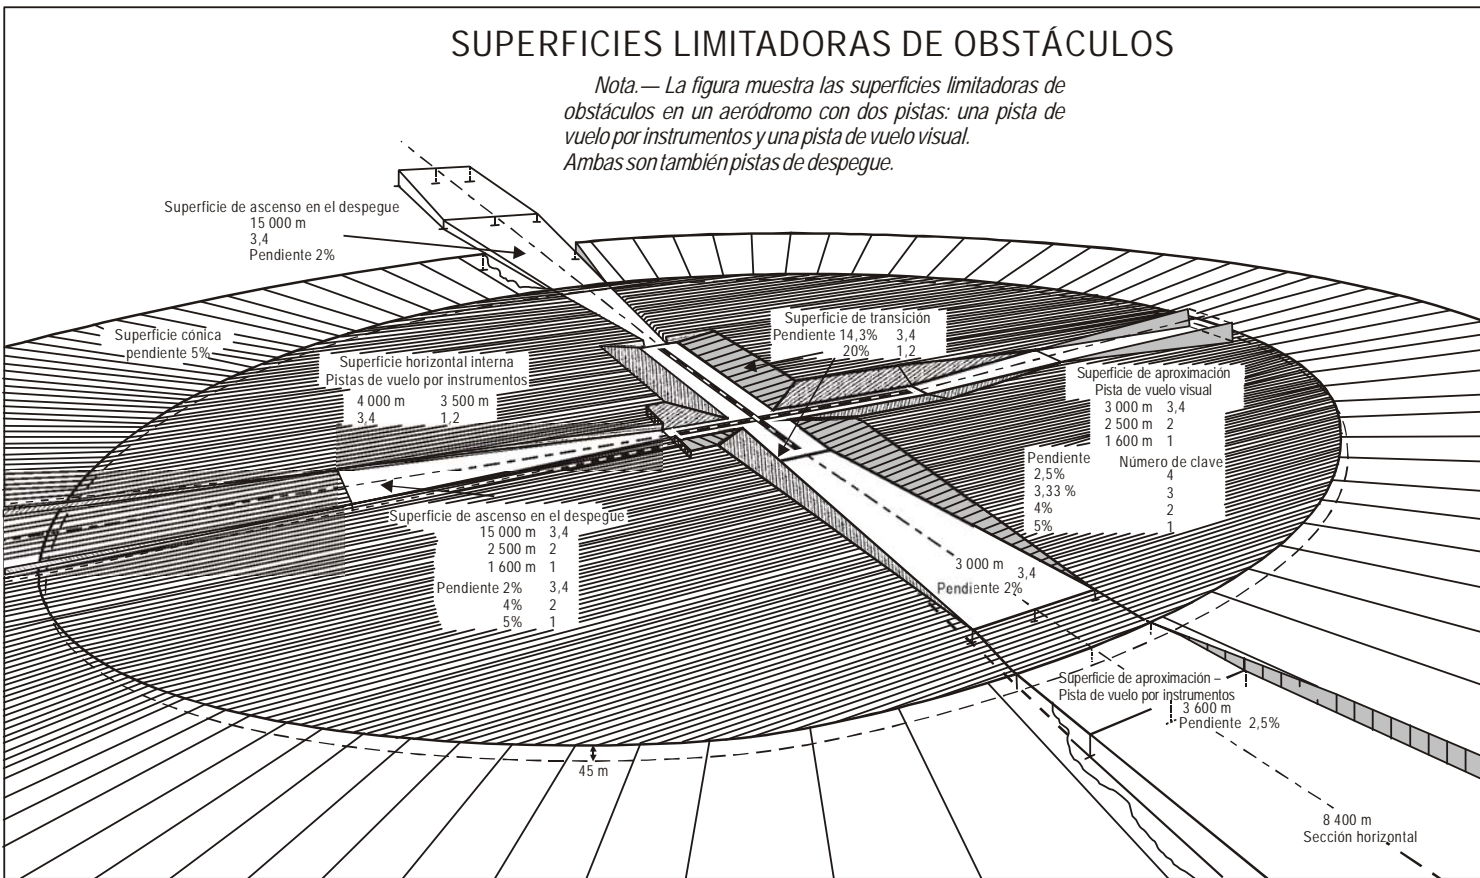 SUPERFICIES LIMITADORAS DE OBSTÁCULOS
Nota.— La figura muestra las superficies limitadoras de
obstáculos en un aeródromo con dos pistas: una pista de
vuelo por instrumentos y una pista de vuelo visual.
Ambas son también pistas de despegue.
Superficie de ascenso en el despegue
15 000 m
3,4
Pendiente 2%
Superficie cónica
pendiente 5%
Superficie horizontal interna
Pistas de vuelo por instrumentos
4 000 m 3 500 m
3,4 1,2
Superficie de transición
Pendiente 14,3% 3,4
20% 1,2
Superficie de aproximación
Pista de vuelo visual
3 000 m 3,4
2 500 m 2
1 600 m 1
Pendiente Número de clave
2,5% 4
3,33 % 3
4% 2
5% 1
Superficie de ascenso en el despegue
15 000 m 3,4
2 500 m 2
1 600 m 1
Pendiente 2% 3,4
4% 2
5% 1
3 000 m 3,4
Pendiente 2%
Superficie de aproximación –
Pista de vuelo por instrumentos
3 600 m
Pendiente 2,5%
45 m
8 400 m
Sección horizontal